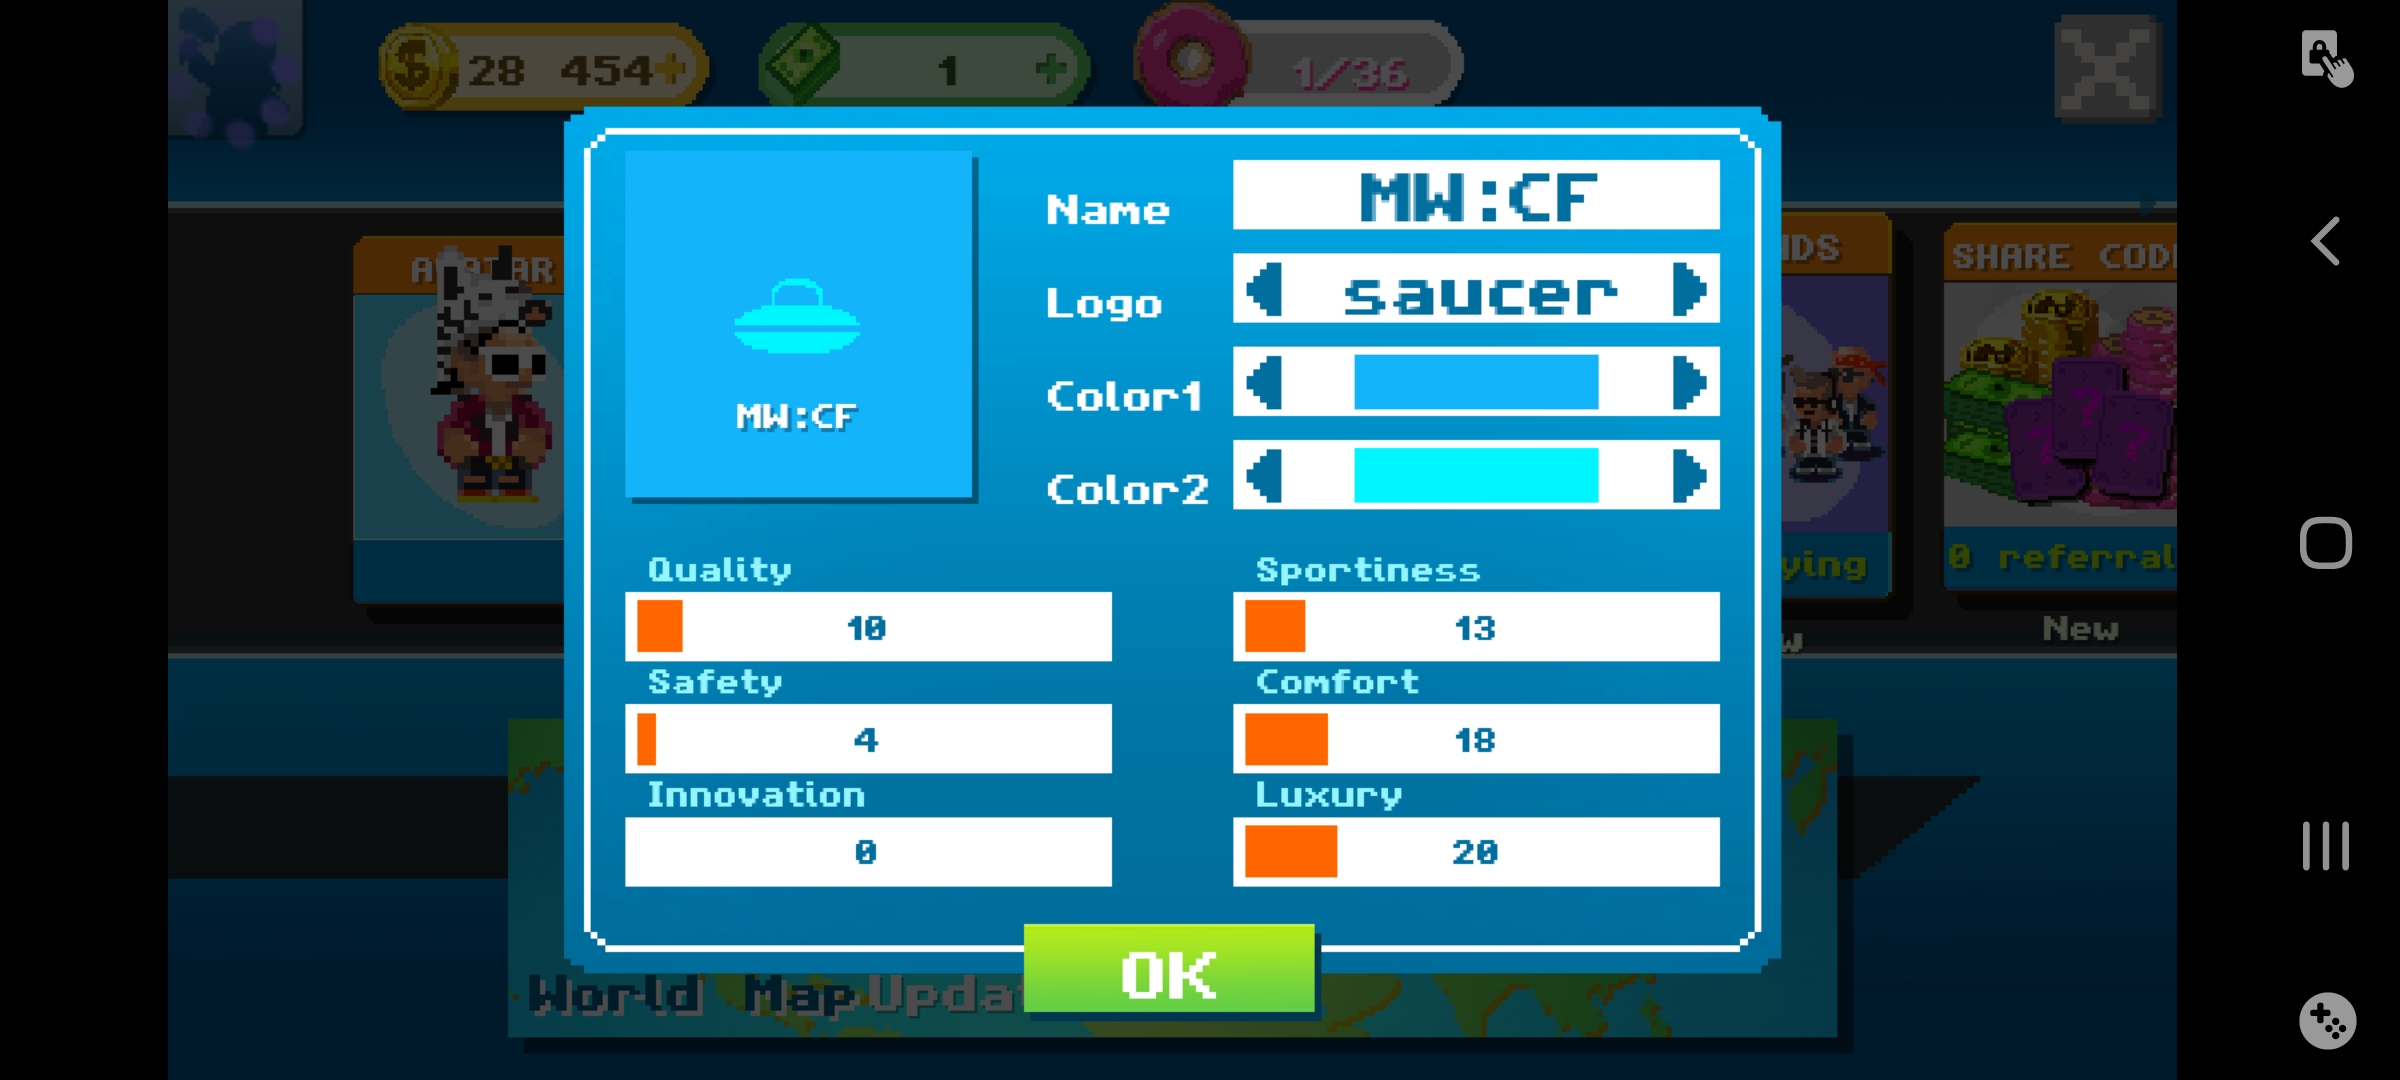 28 454
1
1/36
Name MW:CF
Logo saucer
Color1
Color2
MW:CF
AVATAR
SHARE
Quality 10
Sportiness 13
Safety 4
Comfort 18
Innovation 0
Luxury 20
0 referral
New
OK
World Map